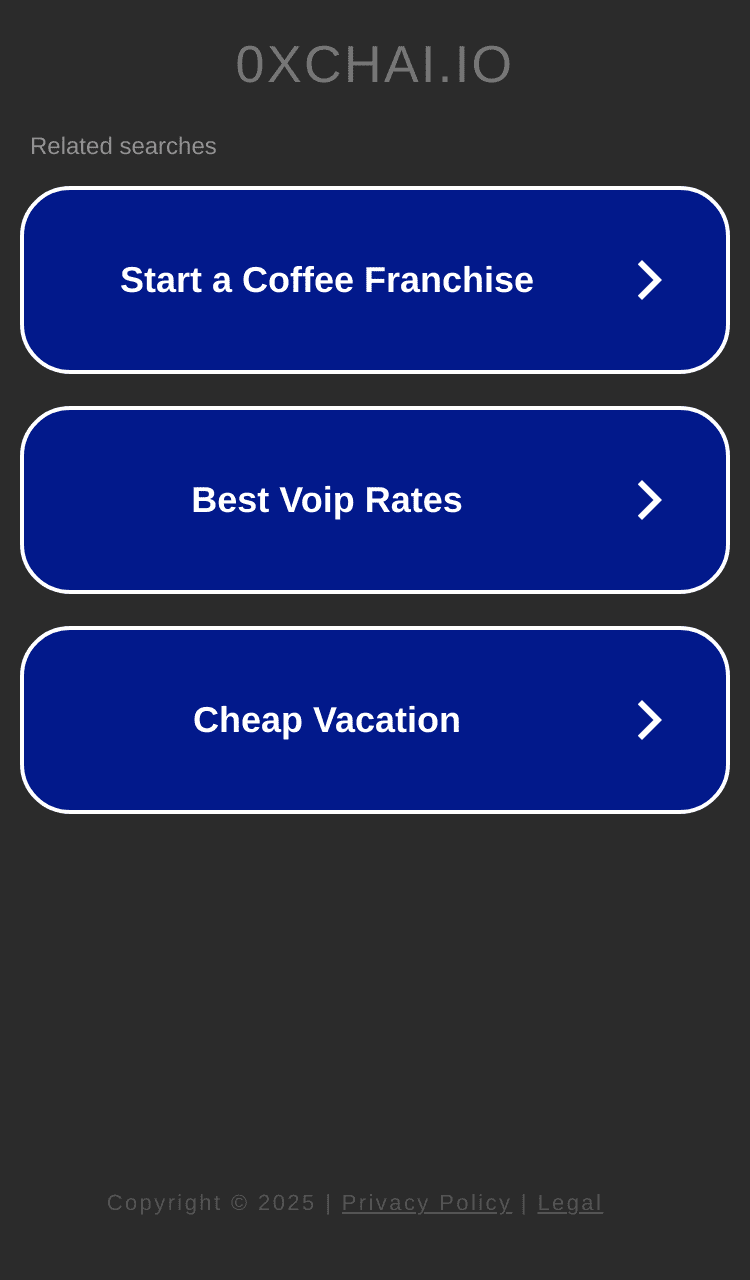 0XCHAI.IO
Related searches
Start a Coffee Franchise
Best Voip Rates
Cheap Vacation
Copyright © 2025 | Privacy Policy | Legal